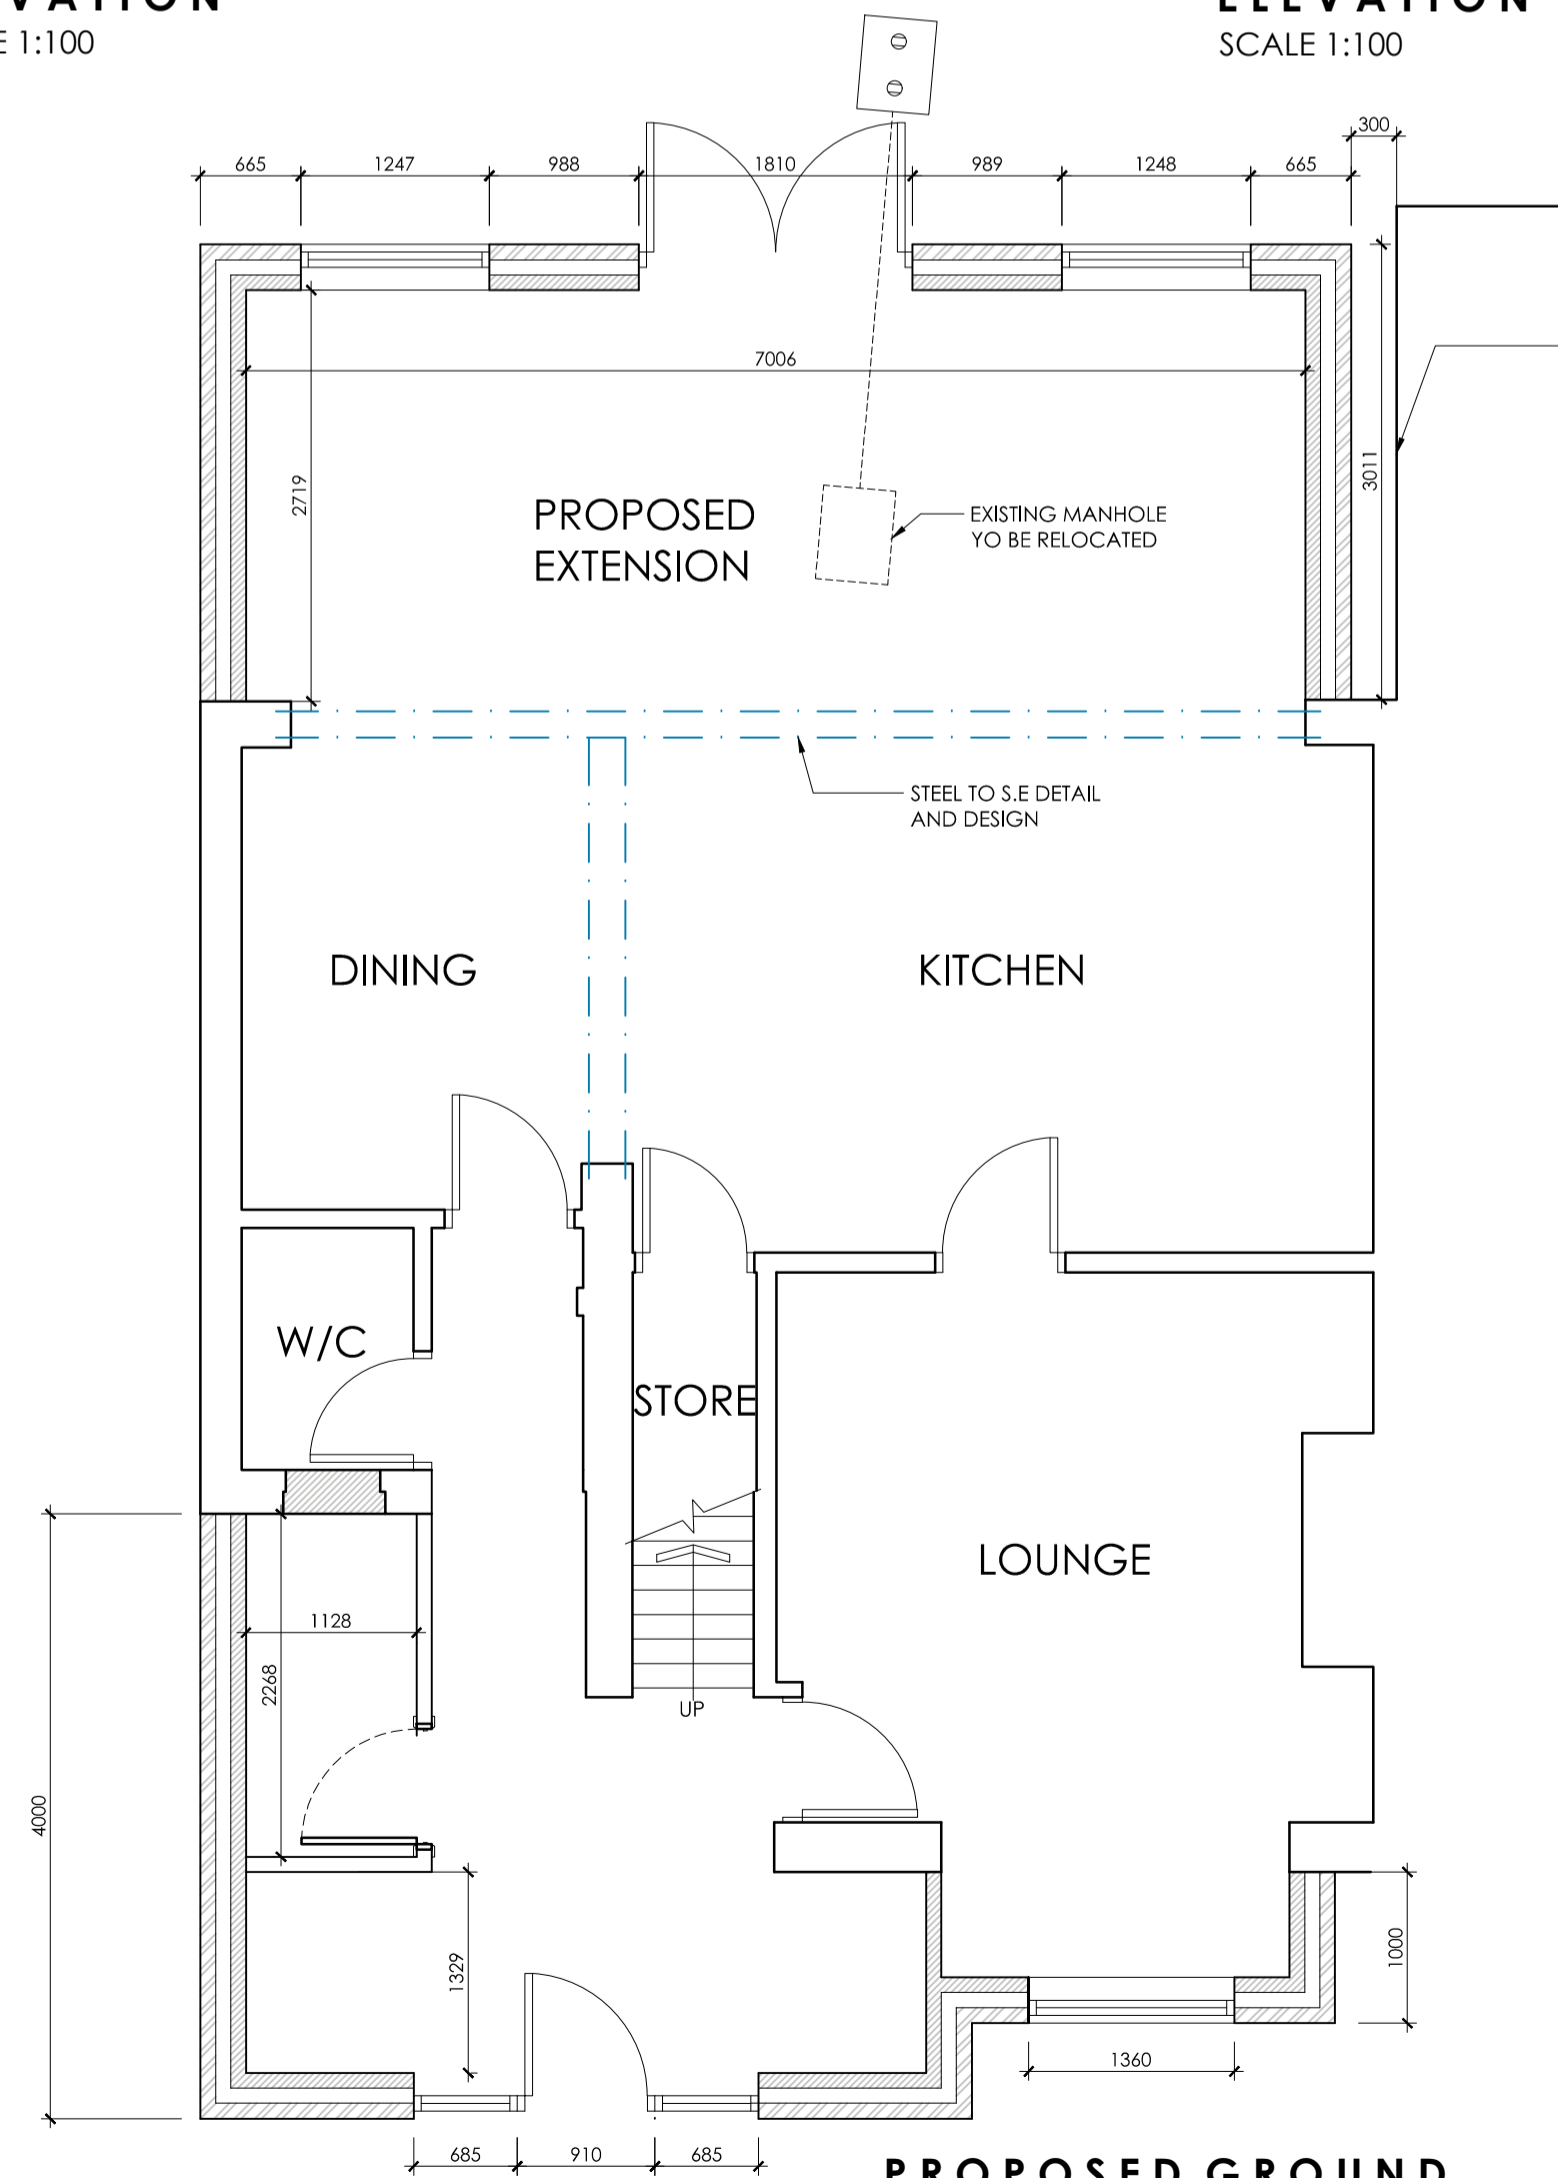 VATION
E 1:100
ELEVATION
SCALE 1:100
300
665
1247
988
1810
989
1248
665
7006
2719
3011
PROPOSED
EXTENSION
EXISTING MANHOLE
YO BE RELOCATED
STEEL TO S.E DETAIL
AND DESIGN
DINING
KITCHEN
W/C
STORE
LOUNGE
1128
2268
UP
4000
1329
1000
1360
685
910
685
PROPOSED GROUND